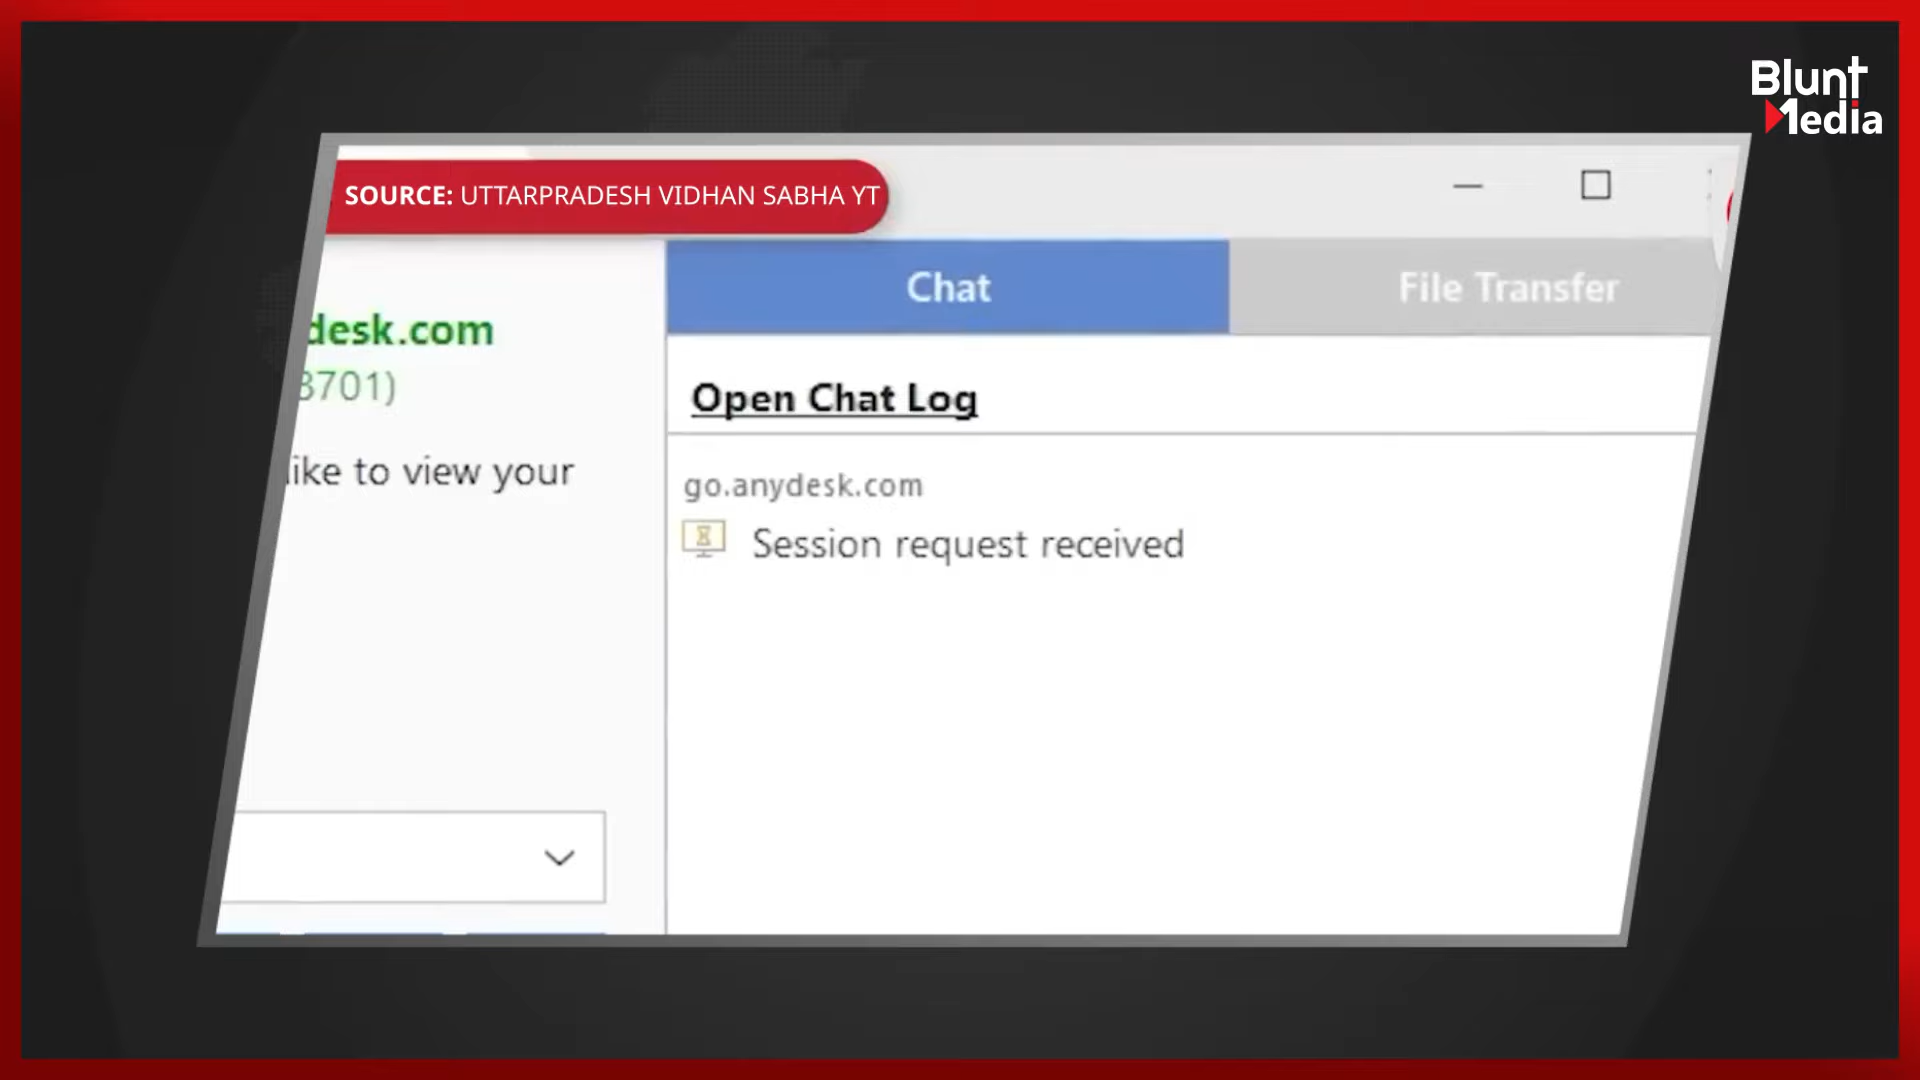 Blunt
Media
SOURCE: UTTARPRADESH VIDHAN SABHA YT
Chat
File Transfer
desk.com
3701)
Open Chat Log
like to view your
go.anydesk.com
Session request received